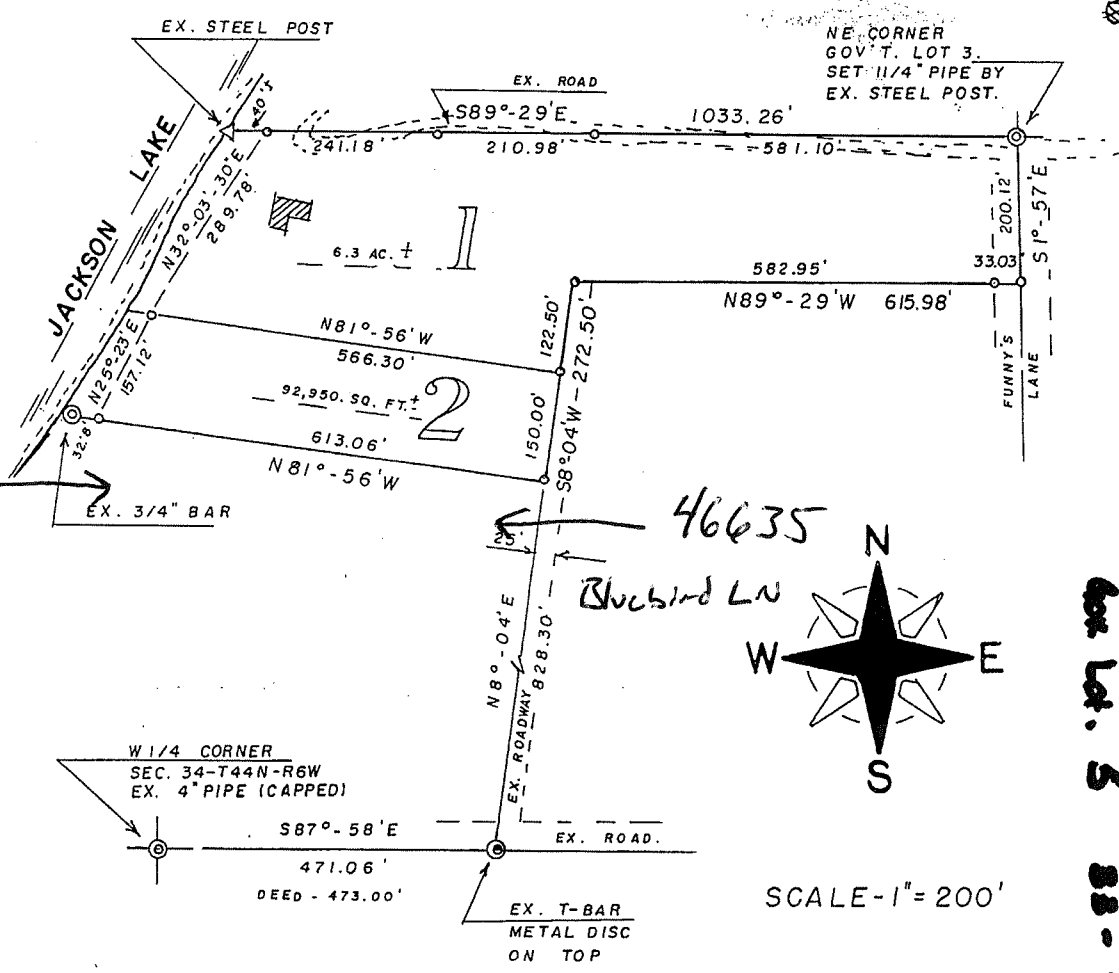 EX. STEEL POST
NE CORNER
GOV'T. LOT 3.
SET 1 1/4" PIPE BY
EX. STEEL POST.
EX. ROAD
40'±
S89°-29'E
1033.26'
241.18'
210.98'
581.10'
JACKSON LAKE
N32°-03'-30"E
289.78'
200.12'
S1°-57'E
1
6.3 AC. ±
33.03'
582.95'
N89°-29'W 615.98'
122.50'
S8°-04'W-272.50'
N81°-56'W
566.30'
N25°-23'E
157.12'
92,950. SQ. FT.±
2
150.00'
FUNNY'S
LANE
32'±
613.06'
N81°-56'W
EX. 3/4" BAR
46635
Bluebird LN
25'
N8°-04'E
828.30'
EX. ROADWAY
N
W
E
S
W 1/4 CORNER
SEC. 34-T44N-R6W
EX. 4" PIPE (CAPPED)
S87°-58'E
471.06'
DEED - 473.00'
EX. ROAD.
EX. T-BAR
METAL DISC
ON TOP
SCALE-1"=200'
Lot. 5